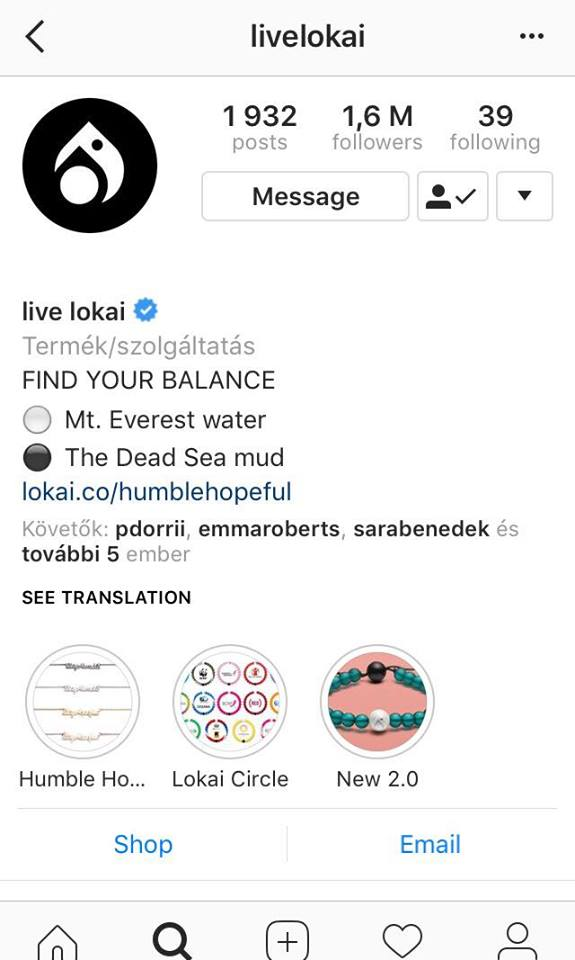 livelokai
1 932 1,6 M 39
posts followers following
Message
live lokai
Termék/szolgáltatás
FIND YOUR BALANCE
Mt. Everest water
The Dead Sea mud
lokai.co/humblehopeful
Követők: pdorrii, emmaroberts, sarabenedek és
további 5 ember
SEE TRANSLATION
Humble Ho... Lokai Circle New 2.0
Shop Email